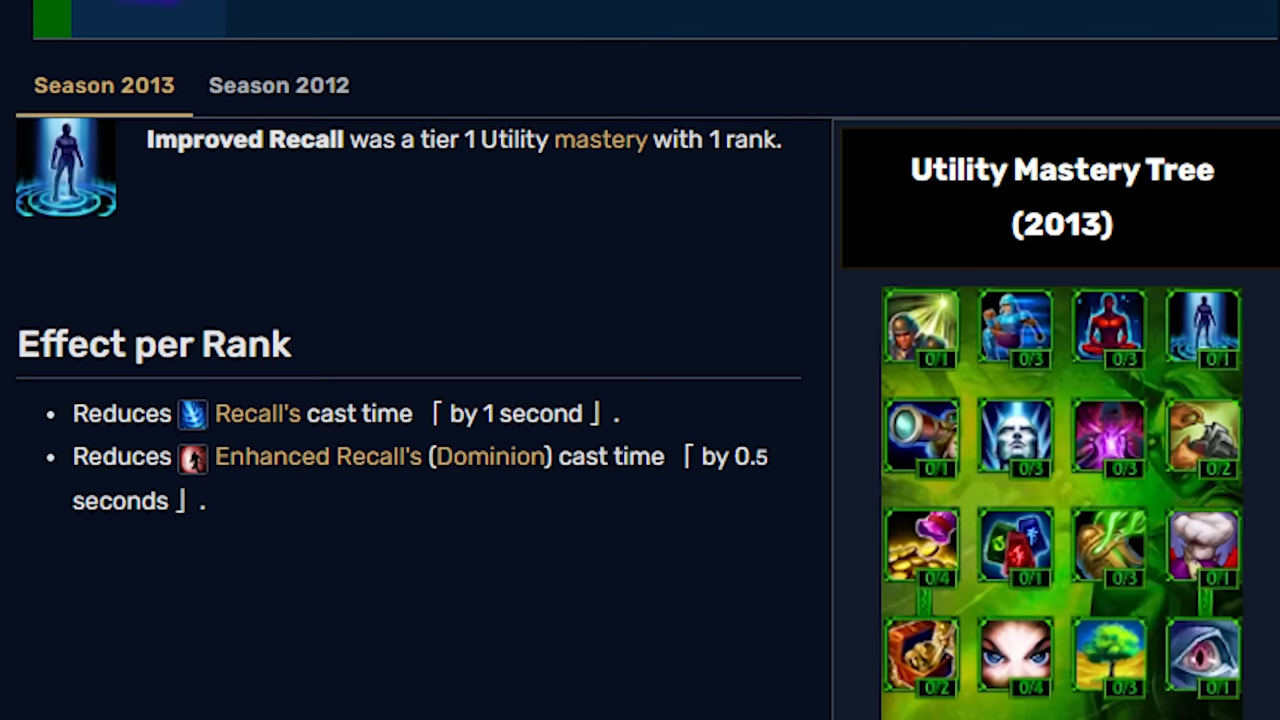 Season 2013 Season 2012
Improved Recall was a tier 1 Utility mastery with 1 rank.
Effect per Rank
• Reduces Recall's cast time ⌈ by 1 second ⌋ .
• Reduces Enhanced Recall's (Dominion) cast time ⌈ by 0.5
seconds ⌋ .
Utility Mastery Tree
(2013)
0/1 0/3 0/3 0/1
0/1 0/3 0/3 0/2
0/4 0/1 0/3 0/1
0/2 0/4 0/3 0/1